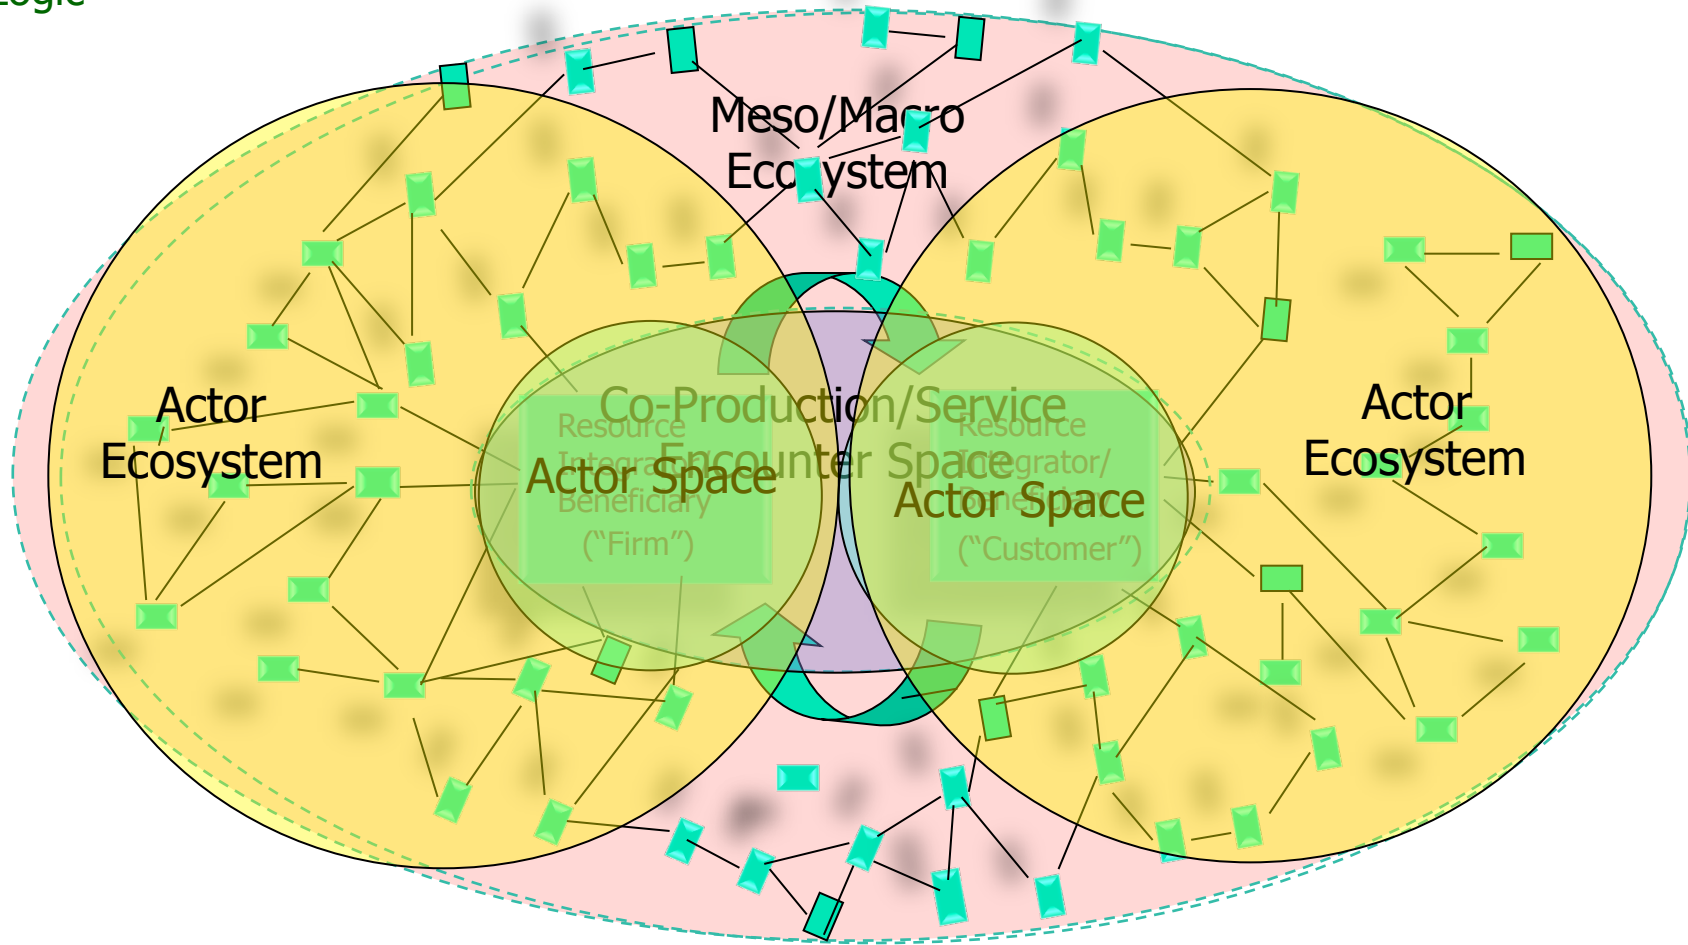 Logic
Meso/Macro
Ecosystem
Actor
Ecosystem
Co-Production/Service
Encounter Space
Resource
Integrator/
Beneficiary
(“Firm”)
Actor Space
Resource
Integrator/
Beneficiary
(“Customer”)
Actor Space
Actor
Ecosystem